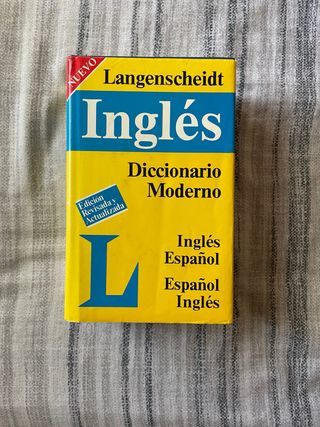 NUEVO
Langenscheidt
Inglés
Diccionario
Moderno
Edición
Revisada y
Actualizada
L
Inglés
Español
Español
Inglés